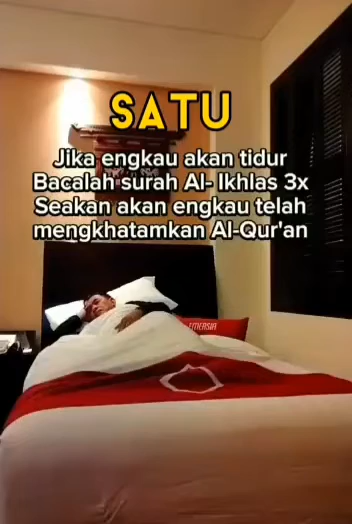 SATU
Jika engkau akan tidur
Bacalah surah Al- Ikhlas 3x
Seakan akan engkau telah
mengkhatamkan Al-Qur'an